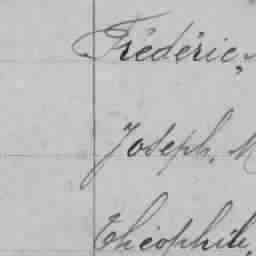 Frédéric,
Joseph, M
Théophile,